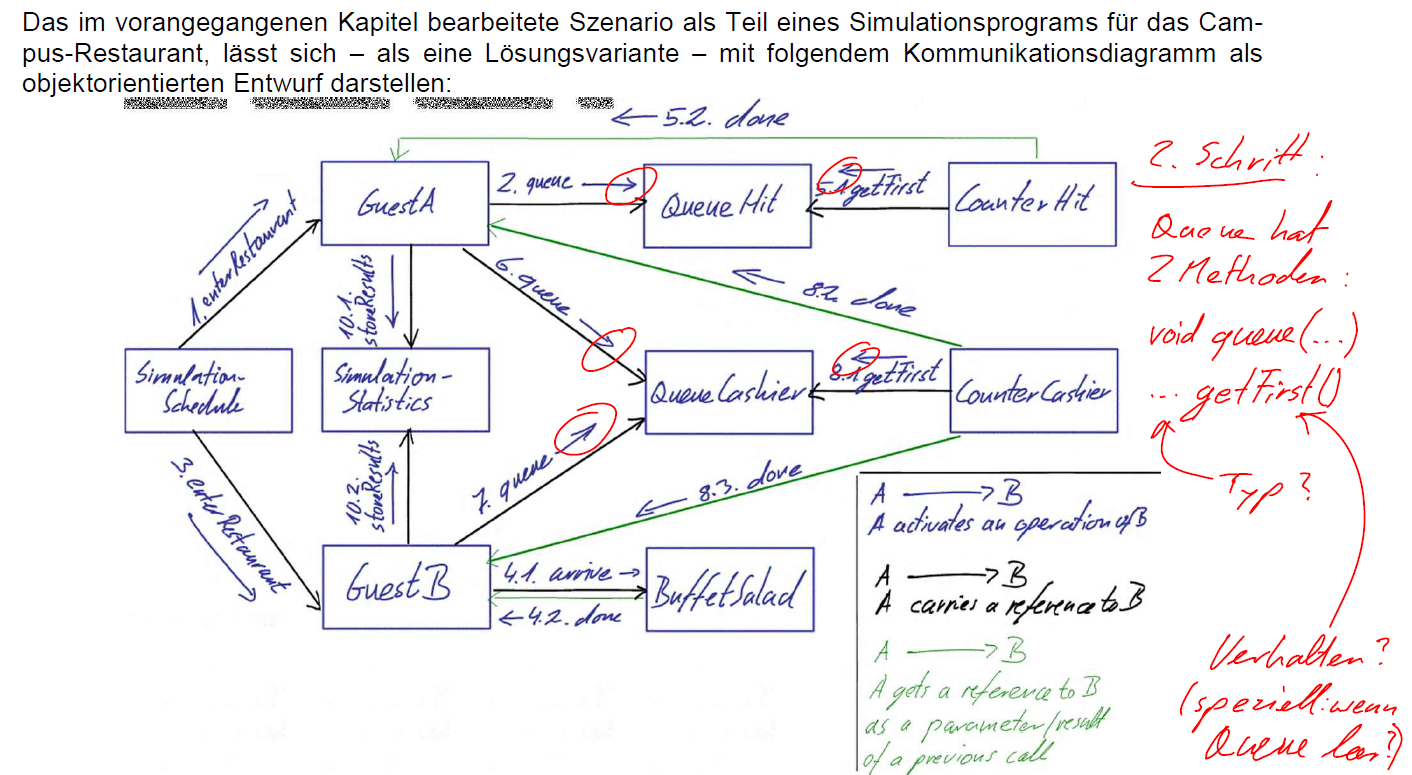 Das im vorangegangenen Kapitel bearbeitete Szenario als Teil eines Simulationsprograms für das Cam-
pus-Restaurant, lässt sich – als eine Lösungsvariante – mit folgendem Kommunikationsdiagramm als
objektorientierten Entwurf darstellen:
← 5.2. done
2. Schritt:
GuestA
2. queue →
QueueHit
5.1 getFirst
CounterHit
Queue hat
2 Methoden:
void queue(...)
... getFirst()
Typ?
Verhalten?
(speziell: wenn
Queue leer?)
1. enterRestaurant
10.1.
storeResults
6. queue
8.2. done
Simulation-
Schedule
Simulation-
Statistics
QueueCashier
8.1 getFirst
CounterCashier
3. enterRestaurant
10.2.
storeResults
7. queue
8.3. done
GuestB
4.1. arrive →
← 4.2. done
BuffetSalad
A → B
A activates an operation of B
A → B
A carries a reference to B
A → B
A gets a reference to B
as a parameter/result
of a previous call